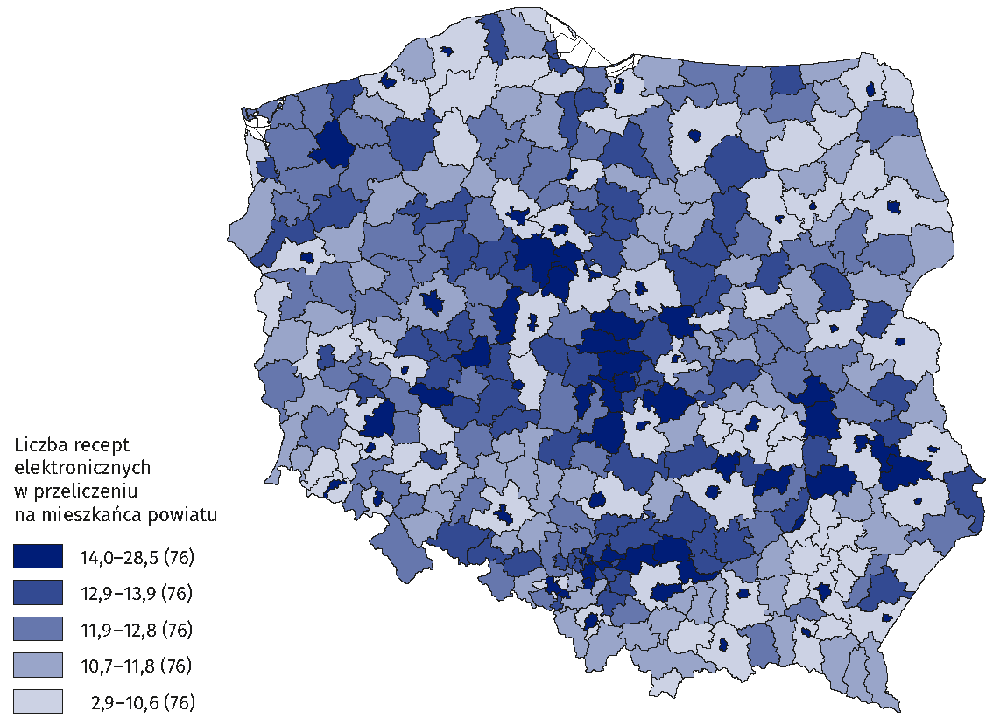 Liczba recept
elektronicznych
w przeliczeniu
na mieszkańca powiatu
14,0–28,5 (76)
12,9–13,9 (76)
11,9–12,8 (76)
10,7–11,8 (76)
2,9–10,6 (76)